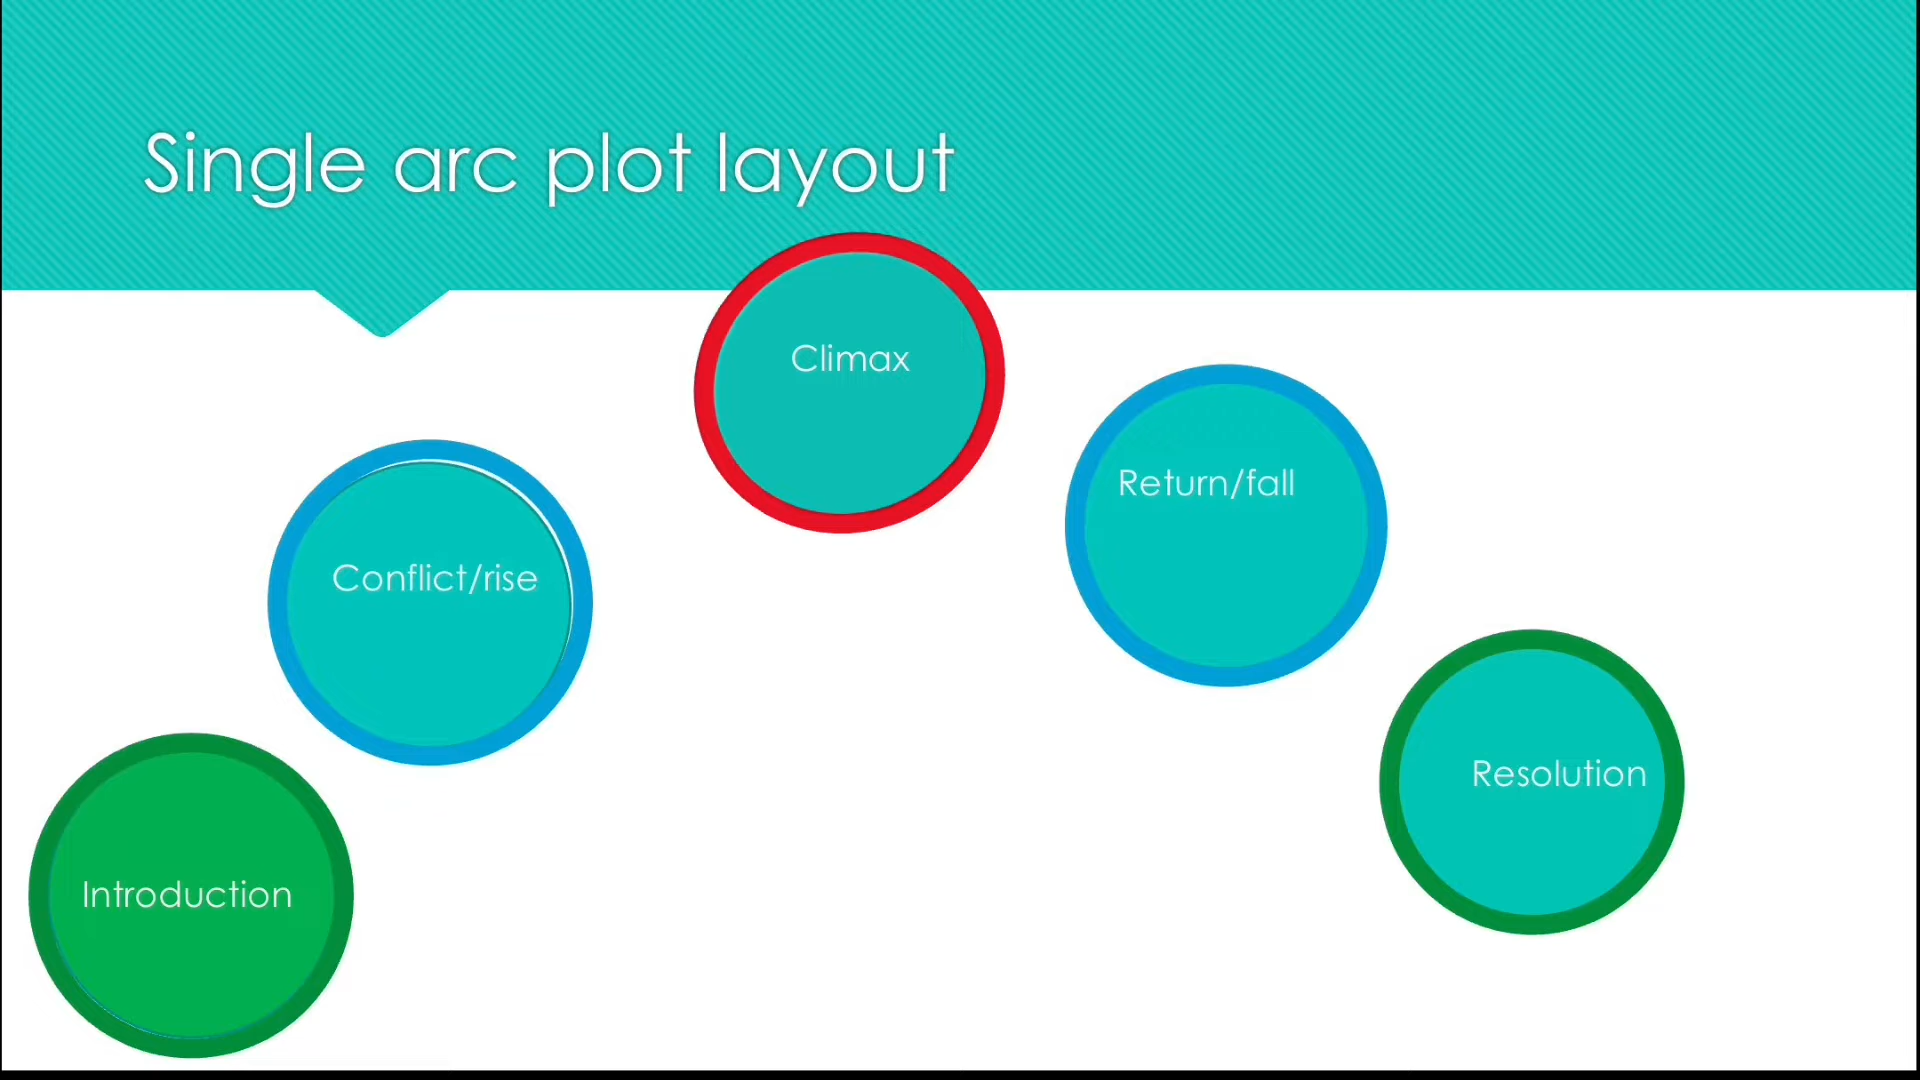 Single arc plot layout
Climax
Return/fall
Conflict/rise
Resolution
Introduction